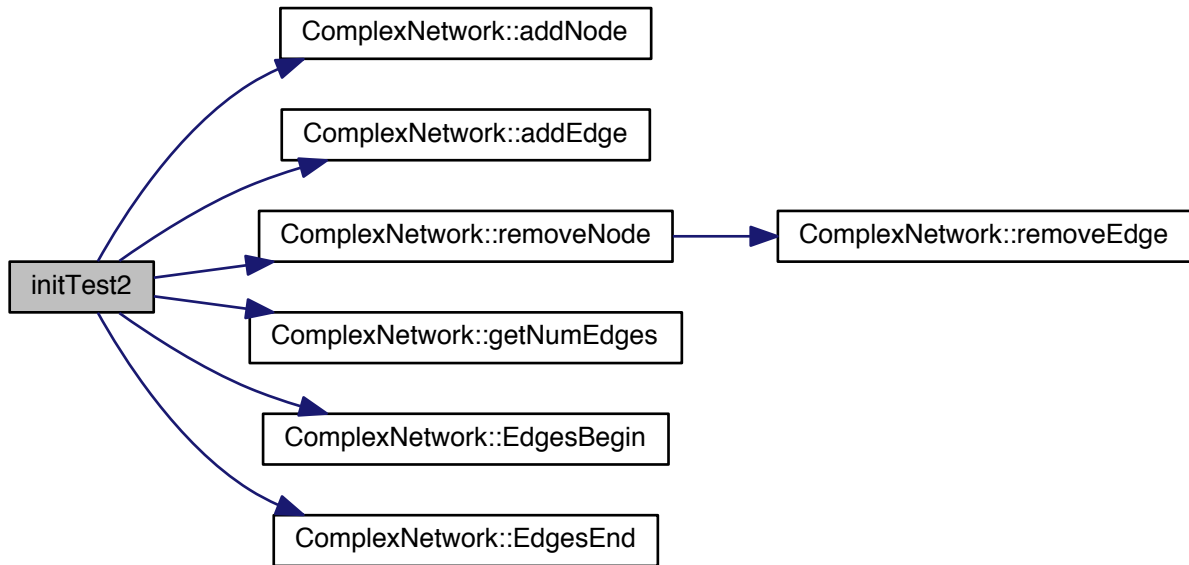 ComplexNetwork::addNode
ComplexNetwork::addEdge
ComplexNetwork::removeNode
ComplexNetwork::removeEdge
initTest2
ComplexNetwork::getNumEdges
ComplexNetwork::EdgesBegin
ComplexNetwork::EdgesEnd